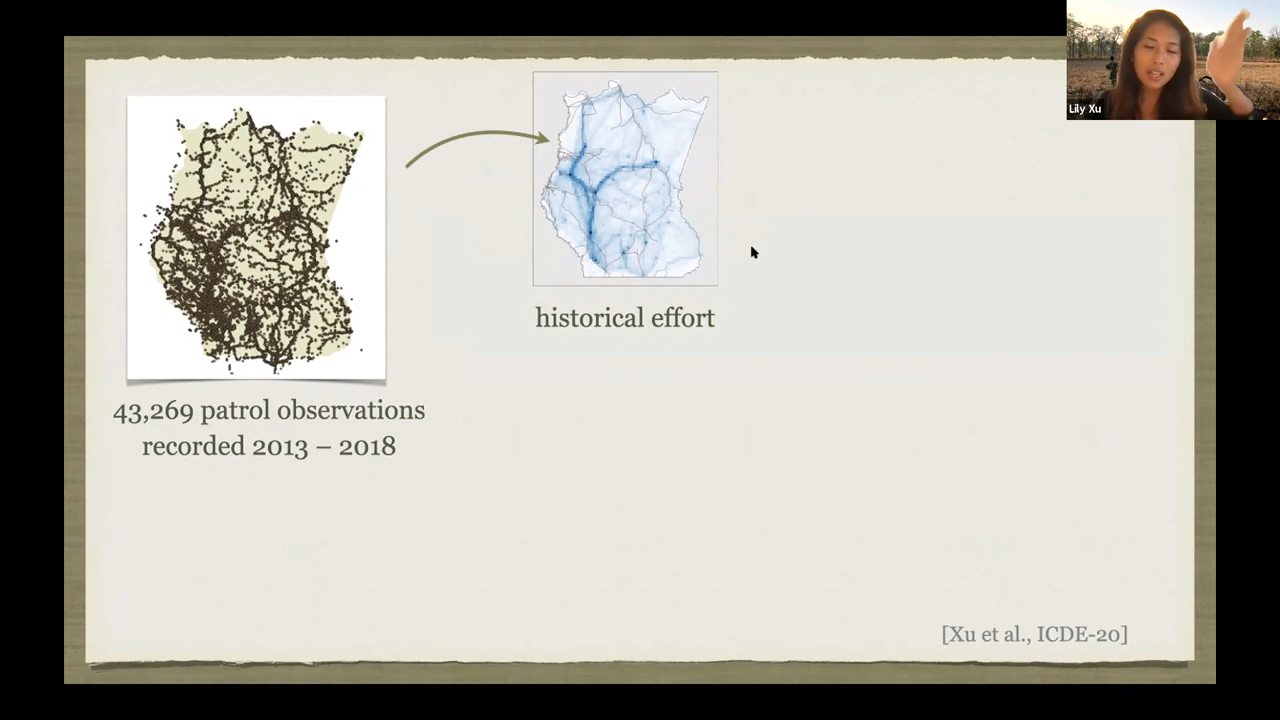 Lily Xu
historical effort
43,269 patrol observations
recorded 2013 – 2018
[Xu et al., ICDE-20]